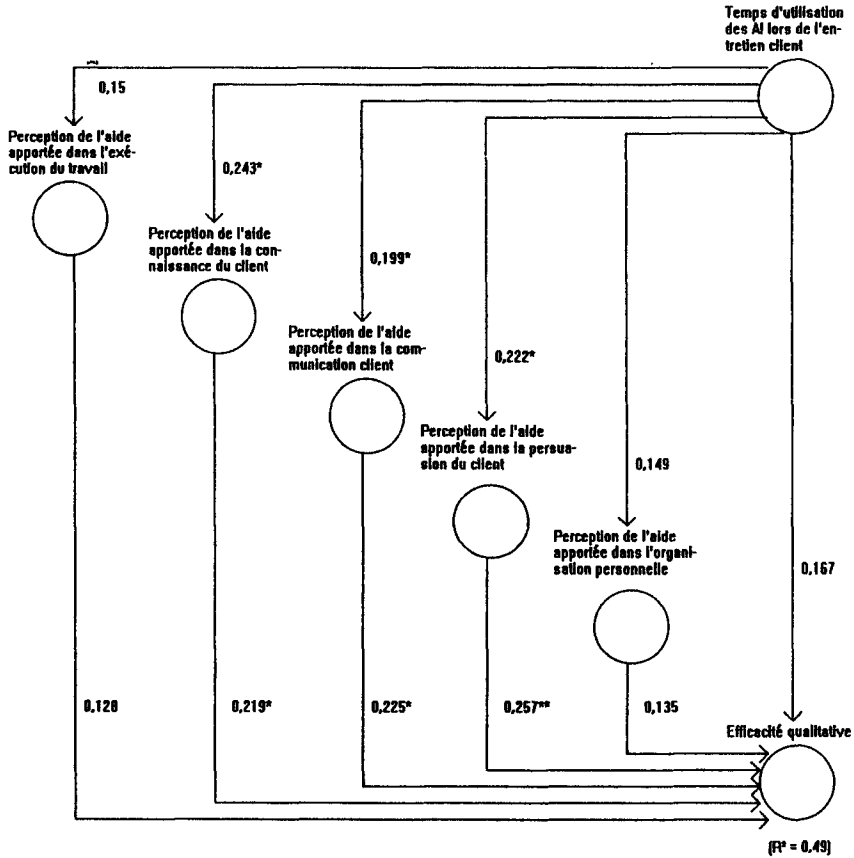 Temps d'utilisation
des AI lors de l'en-
tretien client
0,15
Perception de l'aide
apportée dans l'exé-
cution du travail
0,243*
Perception de l'aide
apportée dans la con-
naissance du client
0,199*
Perception de l'aide
apportée dans la com-
munication client
0,222*
Perception de l'aide
apportée dans la persua-
sion du client
0,149
Perception de l'aide
apportée dans l'organi-
sation personnelle
0,167
0,128
0,219*
0,225*
0,257**
0,135
Efficacité qualitative
(R² = 0,49)